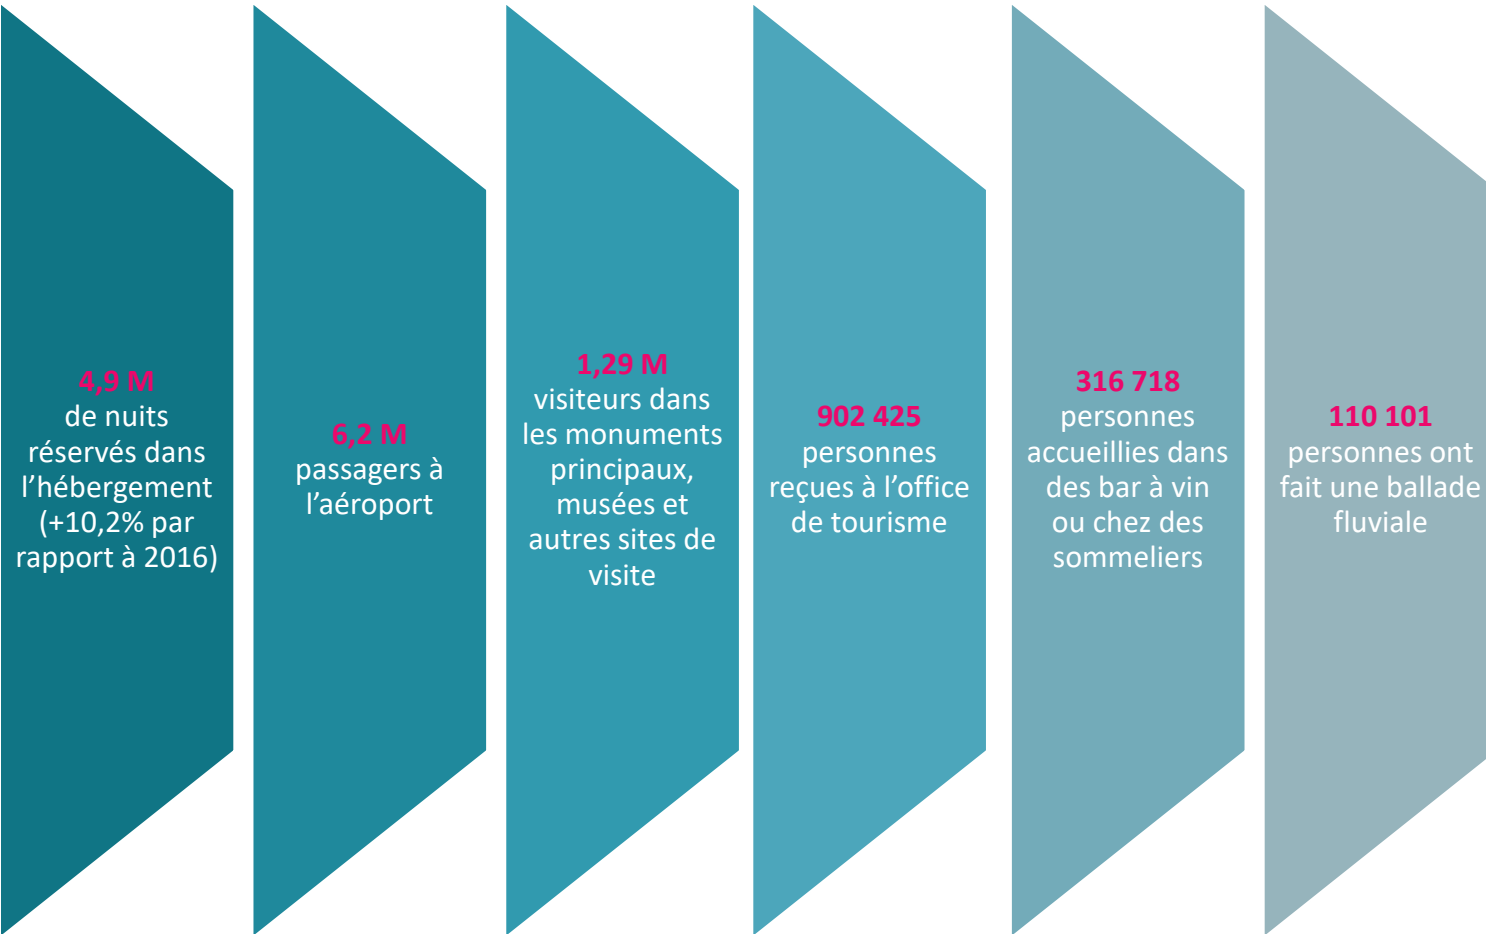 4,9 M
de nuits
réservés dans
l’hébergement
(+10,2% par
rapport à 2016)
6,2 M
passagers à
l’aéroport
1,29 M
visiteurs dans
les monuments
principaux,
musées et
autres sites de
visite
902 425
personnes
reçues à l’office
de tourisme
316 718
personnes
accueillies dans
des bar à vin
ou chez des
sommeliers
110 101
personnes ont
fait une ballade
fluviale